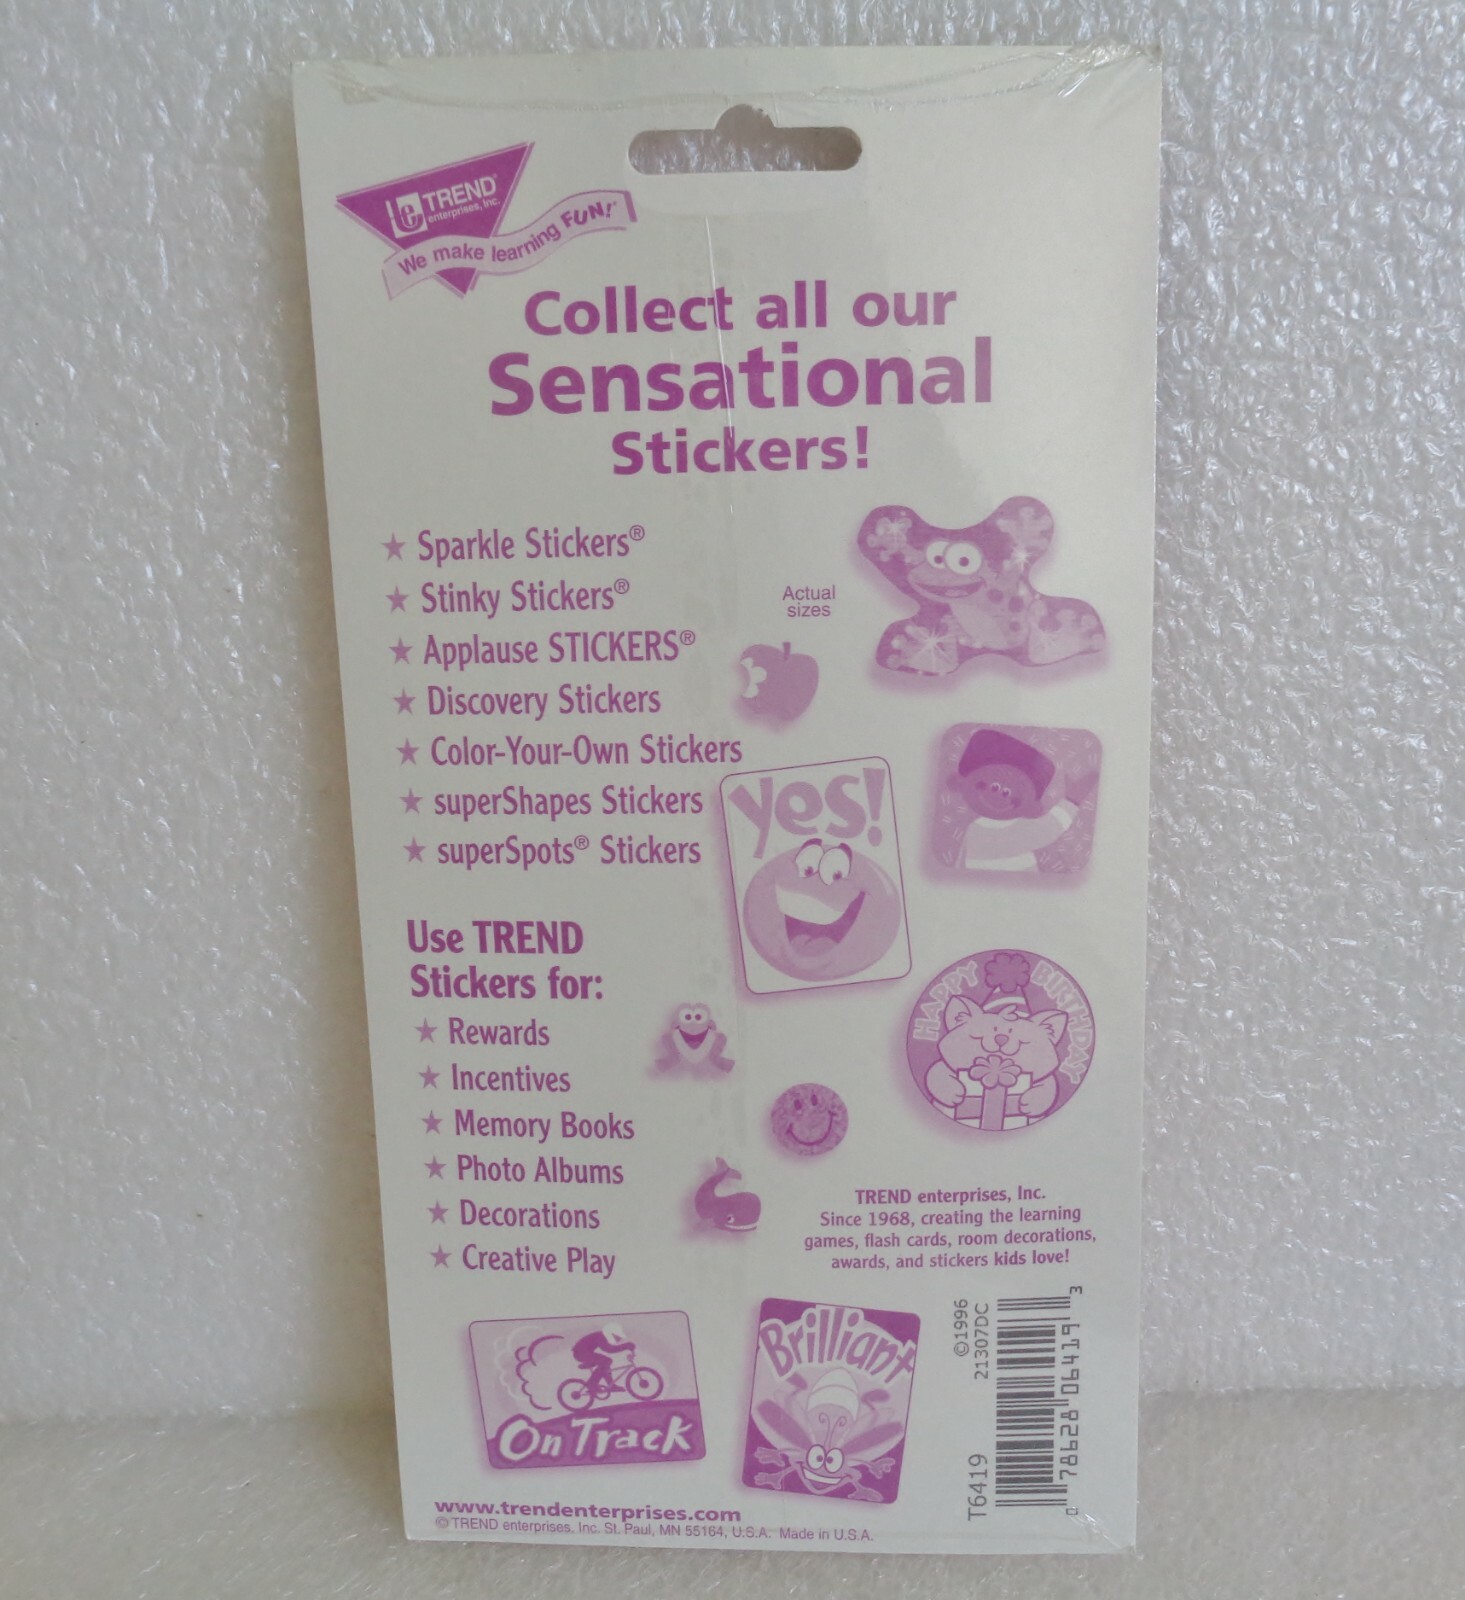 TREND®
enterprises, Inc.
We make learning FUN!®
Collect all our
Sensational
Stickers!
★ Sparkle Stickers®
★ Stinky Stickers®
★ Applause STICKERS®
★ Discovery Stickers
★ Color-Your-Own Stickers
★ superShapes Stickers
★ superSpots® Stickers
Actual
sizes
yes!
Use TREND
Stickers for:
★ Rewards
★ Incentives
★ Memory Books
★ Photo Albums
★ Decorations
★ Creative Play
HAPPY BIRTHDAY
TREND enterprises, Inc.
Since 1968, creating the learning
games, flash cards, room decorations,
awards, and stickers kids love!
On Track
Brilliant
©1996
21307DC
T6419
0 78628 06419 3
www.trendenterprises.com
© TREND enterprises, Inc. St. Paul, MN 55164, U.S.A. Made in U.S.A.